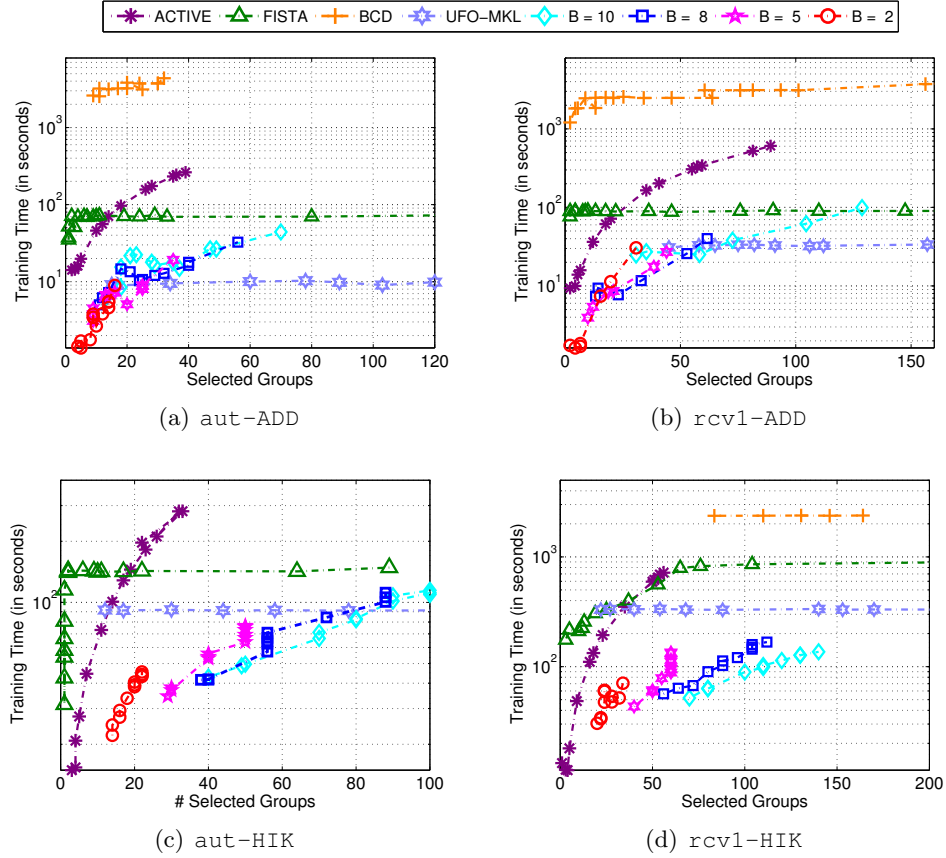 ACTIVE FISTA BCD UFO-MKL B = 10 B = 8 B = 5 B = 2
Training Time (in seconds)
10^3
10^2
10^1
0 20 40 60 80 100 120
Selected Groups
(a) aut-ADD
Training Time (in seconds)
10^3
10^2
10^1
0 50 100 150
Selected Groups
(b) rcv1-ADD
Training Time (in seconds)
10^2
0 20 40 60 80 100
# Selected Groups
(c) aut-HIK
Training Time (in seconds)
10^3
10^2
0 50 100 150 200
Selected Groups
(d) rcv1-HIK